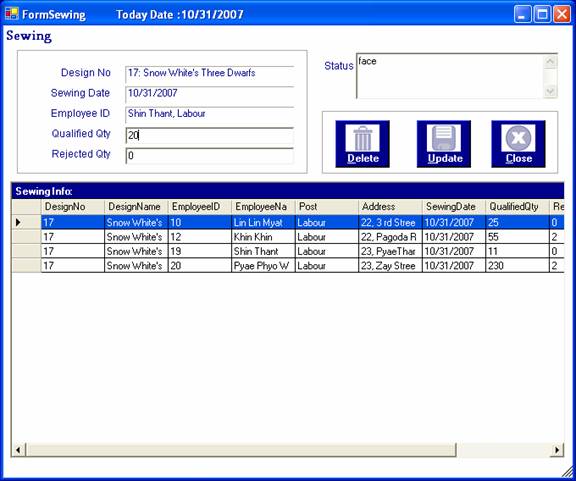 FormSewing Today Date :10/31/2007
Sewing
Design No 17: Snow White's Three Dwarfs
Sewing Date 10/31/2007
Employee ID Shin Thant, Labour
Qualified Qty 20
Rejected Qty 0
Status face
Delete Update Close
Sewing Info:
DesignNo DesignName EmployeeID EmployeeNa Post Address SewingDate QualifiedQty Re
17 Snow White's 10 Lin Lin Myat Labour 22, 3 rd Stree 10/31/2007 25 0
17 Snow White's 12 Khin Khin Labour 22, Pagoda R 10/31/2007 55 2
17 Snow White's 19 Shin Thant Labour 23, PyaeThar 10/31/2007 11 0
17 Snow White's 20 Pyae Phyo W Labour 23, Zay Stree 10/31/2007 230 2